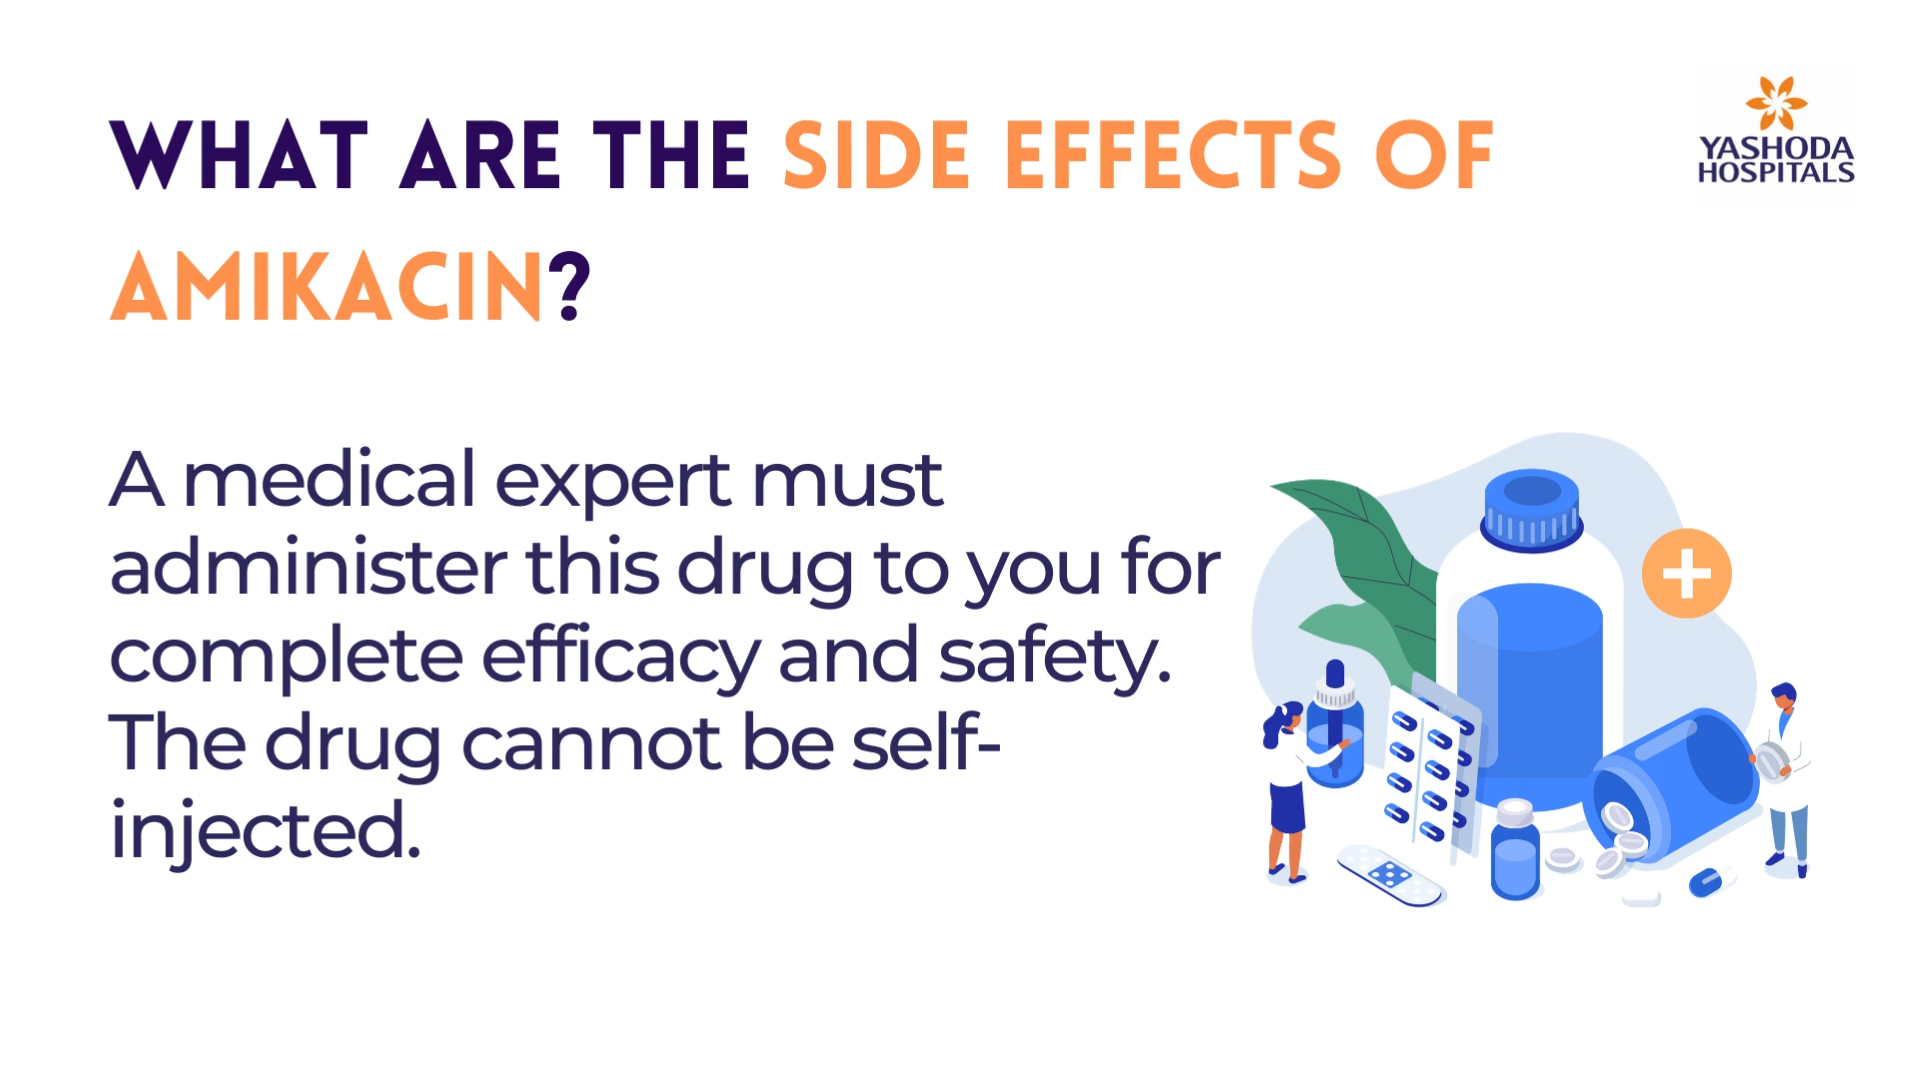 WHAT ARE THE SIDE EFFECTS OF
AMIKACIN?
YASHODA
HOSPITALS
A medical expert must
administer this drug to you for
complete efficacy and safety.
The drug cannot be self-
injected.